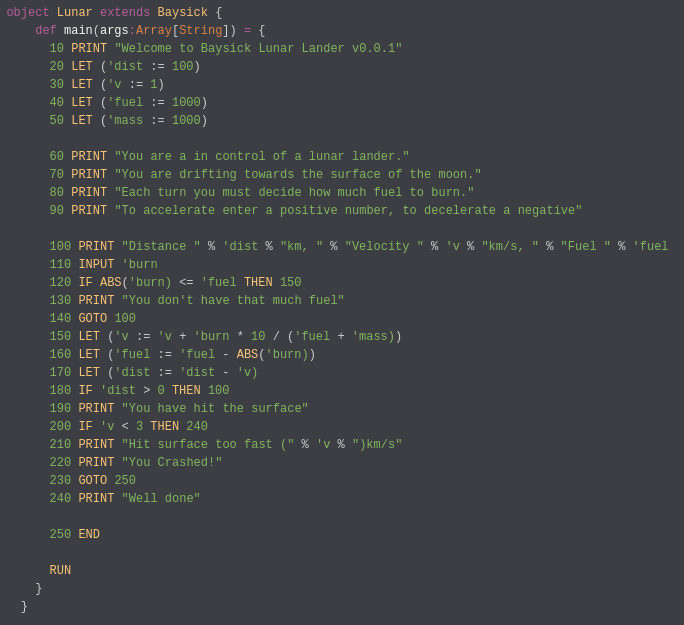 object Lunar extends Baysick {
def main(args:Array[String]) = {
10 PRINT "Welcome to Baysick Lunar Lander v0.0.1"
20 LET ('dist := 100)
30 LET ('v := 1)
40 LET ('fuel := 1000)
50 LET ('mass := 1000)
60 PRINT "You are a in control of a lunar lander."
70 PRINT "You are drifting towards the surface of the moon."
80 PRINT "Each turn you must decide how much fuel to burn."
90 PRINT "To accelerate enter a positive number, to decelerate a negative"
100 PRINT "Distance " % 'dist % "km, " % "Velocity " % 'v % "km/s, " % "Fuel " % 'fuel
110 INPUT 'burn
120 IF ABS('burn) <= 'fuel THEN 150
130 PRINT "You don't have that much fuel"
140 GOTO 100
150 LET ('v := 'v + 'burn * 10 / ('fuel + 'mass))
160 LET ('fuel := 'fuel - ABS('burn))
170 LET ('dist := 'dist - 'v)
180 IF 'dist > 0 THEN 100
190 PRINT "You have hit the surface"
200 IF 'v < 3 THEN 240
210 PRINT "Hit surface too fast (" % 'v % ")km/s"
220 PRINT "You Crashed!"
230 GOTO 250
240 PRINT "Well done"
250 END
RUN
}
}